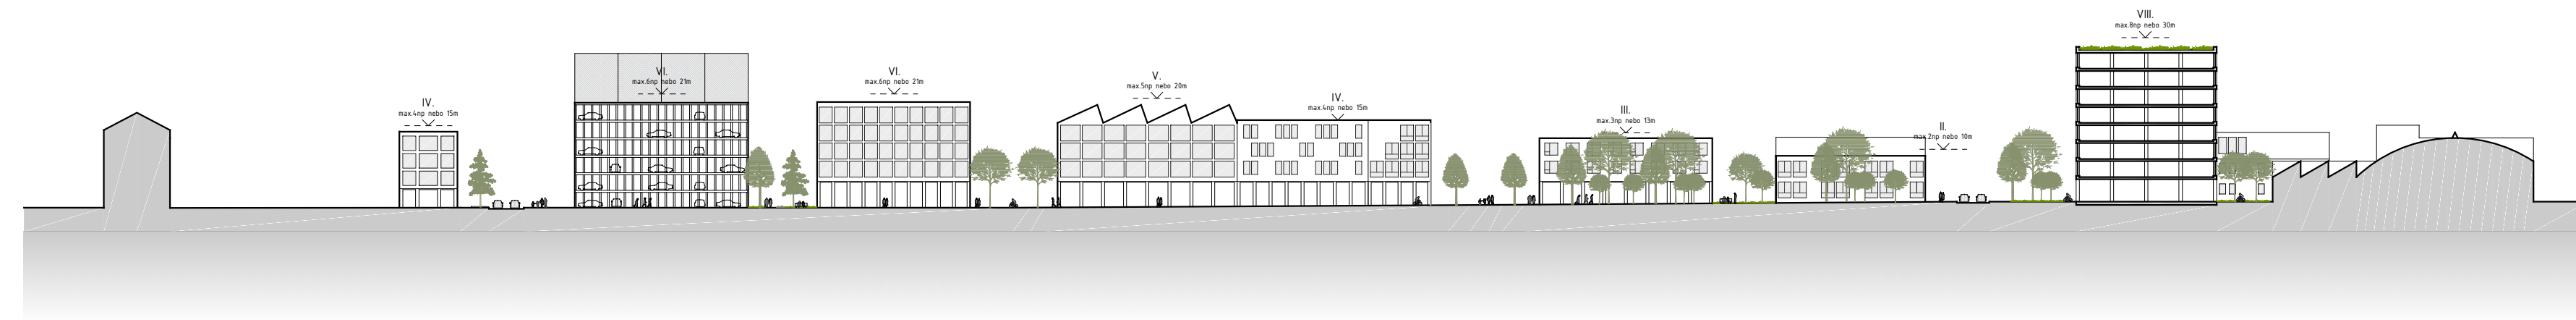 IV.
max.4np nebo 15m
VI.
max.6np nebo 21m
VI.
max.6np nebo 21m
V.
max.5np nebo 20m
IV.
max.4np nebo 15m
III.
max.3np nebo 13m
II.
max.2np nebo 10m
VIII.
max.8np nebo 30m